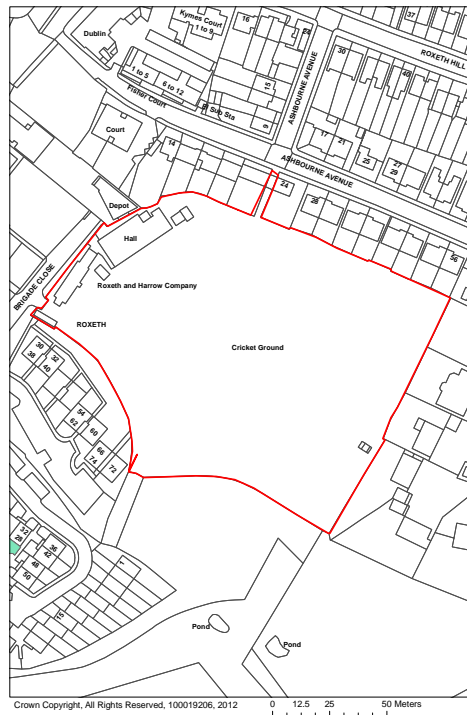 Kymes Court
1 to 9
16
28
37
Dublin
30
ROXETH HILL
40
1 to 5
6 to 12
15
ASHBOURNE AVENUE
Fisher Court
El Sub Sta
9
17
21
Court
14
25
27
29
ASHBOURNE AVENUE
24
28
Depot
Hall
56
BRIGADE CLOSE
Roxeth and Harrow Company
ROXETH
Cricket Ground
30
38
32
40
54
62
60
66
74
72
32
28
36
42
48
50
1
15
Pond
Pond
Crown Copyright, All Rights Reserved, 100019206, 2012
0 12.5 25 50 Meters